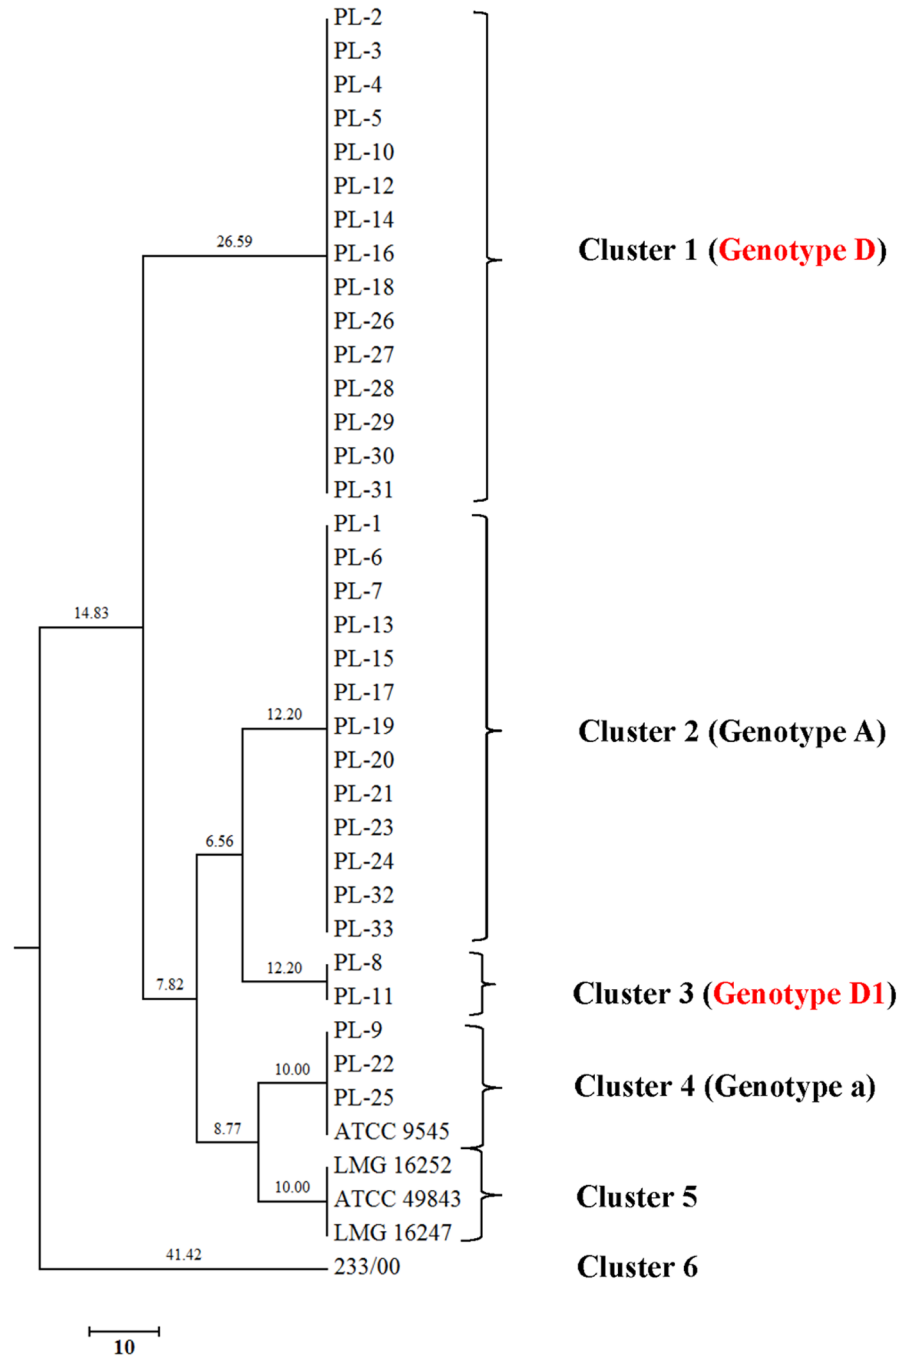 PL-2
PL-3
PL-4
PL-5
PL-10
PL-12
PL-14
26.59
PL-16
Cluster 1 (Genotype D)
PL-18
PL-26
PL-27
PL-28
PL-29
PL-30
PL-31
PL-1
PL-6
PL-7
14.83
PL-13
PL-15
PL-17
12.20
PL-19
Cluster 2 (Genotype A)
PL-20
PL-21
PL-23
6.56
PL-24
PL-32
PL-33
PL-8
12.20
7.82
PL-11
Cluster 3 (Genotype D1)
PL-9
PL-22
10.00
Cluster 4 (Genotype a)
PL-25
8.77
ATCC 9545
LMG 16252
10.00
ATCC 49843
Cluster 5
LMG 16247
41.42
233/00
Cluster 6
10